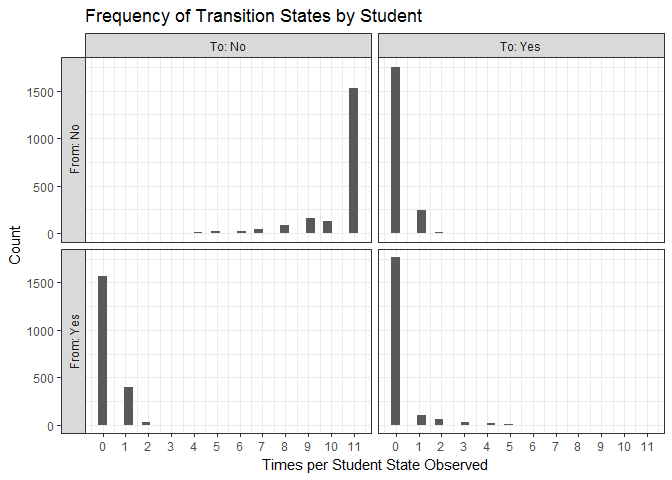 Frequency of Transition States by Student
To: No
To: Yes
From: No
1500
1000
500
0
From: Yes
1500
1000
500
0
Count
0 1 2 3 4 5 6 7 8 9 10 11
0 1 2 3 4 5 6 7 8 9 10 11
Times per Student State Observed